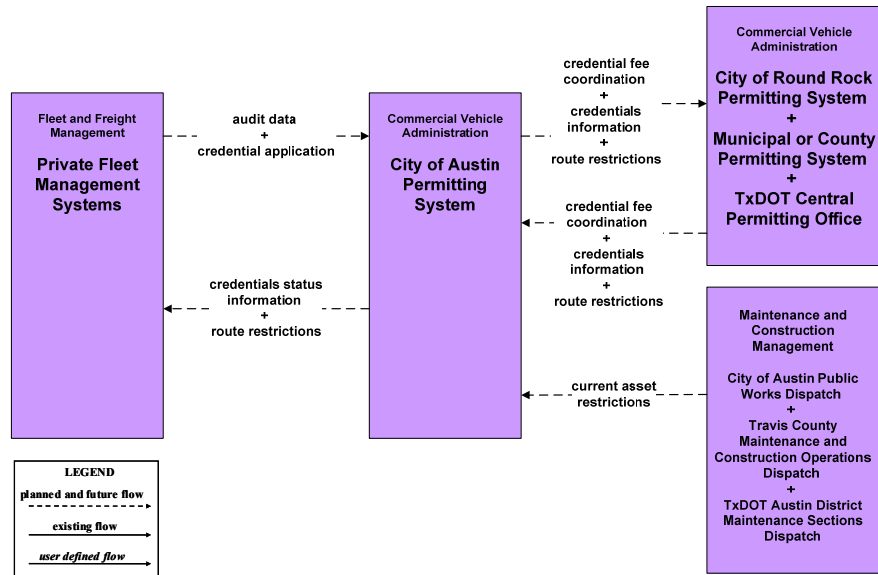 Fleet and Freight
Management
Private Fleet
Management
Systems
audit data
+
credential application
credentials status
information
+
route restrictions
Commercial Vehicle
Administration
City of Austin
Permitting
System
credential fee
coordination
+
credentials
information
+
route restrictions
credential fee
coordination
+
credentials
information
+
route restrictions
current asset
restrictions
Commercial Vehicle
Administration
City of Round Rock
Permitting System
+
Municipal or County
Permitting System
+
TxDOT Central
Permitting Office
Maintenance and
Construction
Management
City of Austin Public
Works Dispatch
+
Travis County
Maintenance and
Construction Operations
Dispatch
+
TxDOT Austin District
Maintenance Sections
Dispatch
LEGEND
planned and future flow
existing flow
user defined flow